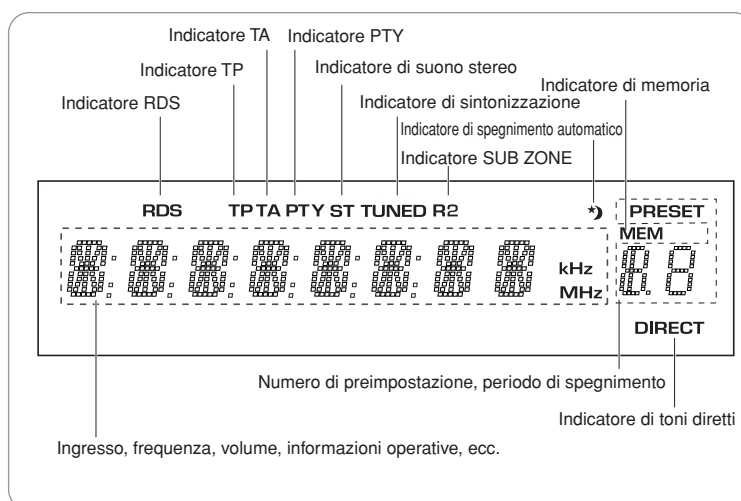 Indicatore TA Indicatore PTY
Indicatore TP Indicatore di suono stereo
Indicatore di memoria
Indicatore RDS Indicatore di sintonizzazione
Indicatore di spegnimento automatico
Indicatore SUB ZONE
RDS TP TA PTY ST TUNED R2 PRESET
MEM
kHz
MHz
DIRECT
Numero di preimpostazione, periodo di spegnimento
Indicatore di toni diretti
Ingresso, frequenza, volume, informazioni operative, ecc.